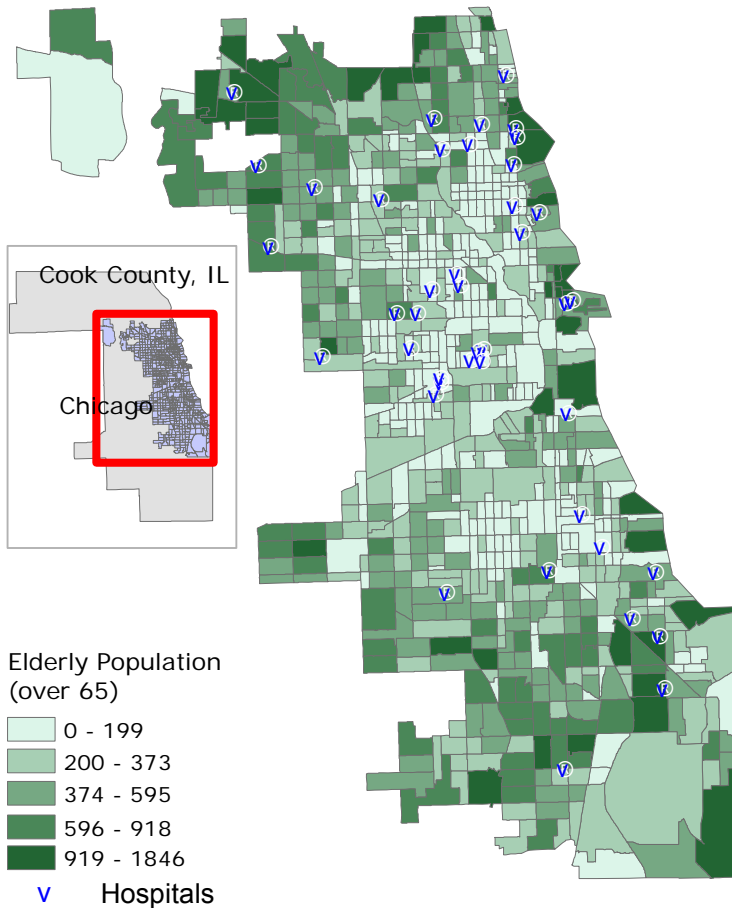 Cook County, IL
Chicago
Elderly Population
(over 65)
0 - 199
200 - 373
374 - 595
596 - 918
919 - 1846
v Hospitals